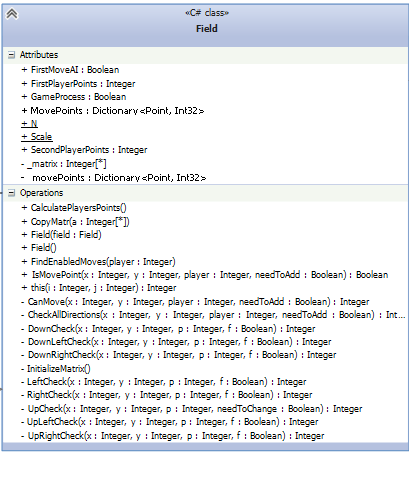 «C# class»
Field
Attributes
+ FirstMoveAI : Boolean
+ FirstPlayerPoints : Integer
+ GameProcess : Boolean
+ MovePoints : Dictionary<Point, Int32>
+ N
+ Scale
+ SecondPlayerPoints : Integer
- _matrix : Integer[*]
- movePoints : Dictionary<Point, Int32>
Operations
+ CalculatePlayersPoints()
+ CopyMatr(a : Integer[*])
+ Field(field : Field)
+ Field()
+ FindEnabledMoves(player : Integer)
+ IsMovePoint(x : Integer, y : Integer, player : Integer, needToAdd : Boolean) : Boolean
+ this(i : Integer, j : Integer) : Integer
- CanMove(x : Integer, y : Integer, player : Integer, needToAdd : Boolean) : Integer
- CheckAllDirections(x : Integer, y : Integer, player : Integer, needToAdd : Boolean) : Int...
- DownCheck(x : Integer, y : Integer, p : Integer, f : Boolean) : Integer
- DownLeftCheck(x : Integer, y : Integer, p : Integer, f : Boolean) : Integer
- DownRightCheck(x : Integer, y : Integer, p : Integer, f : Boolean) : Integer
- InitializeMatrix()
- LeftCheck(x : Integer, y : Integer, p : Integer, f : Boolean) : Integer
- RightCheck(x : Integer, y : Integer, p : Integer, f : Boolean) : Integer
- UpCheck(x : Integer, y : Integer, p : Integer, needToChange : Boolean) : Integer
- UpLeftCheck(x : Integer, y : Integer, p : Integer, f : Boolean) : Integer
- UpRightCheck(x : Integer, y : Integer, p : Integer, f : Boolean) : Integer